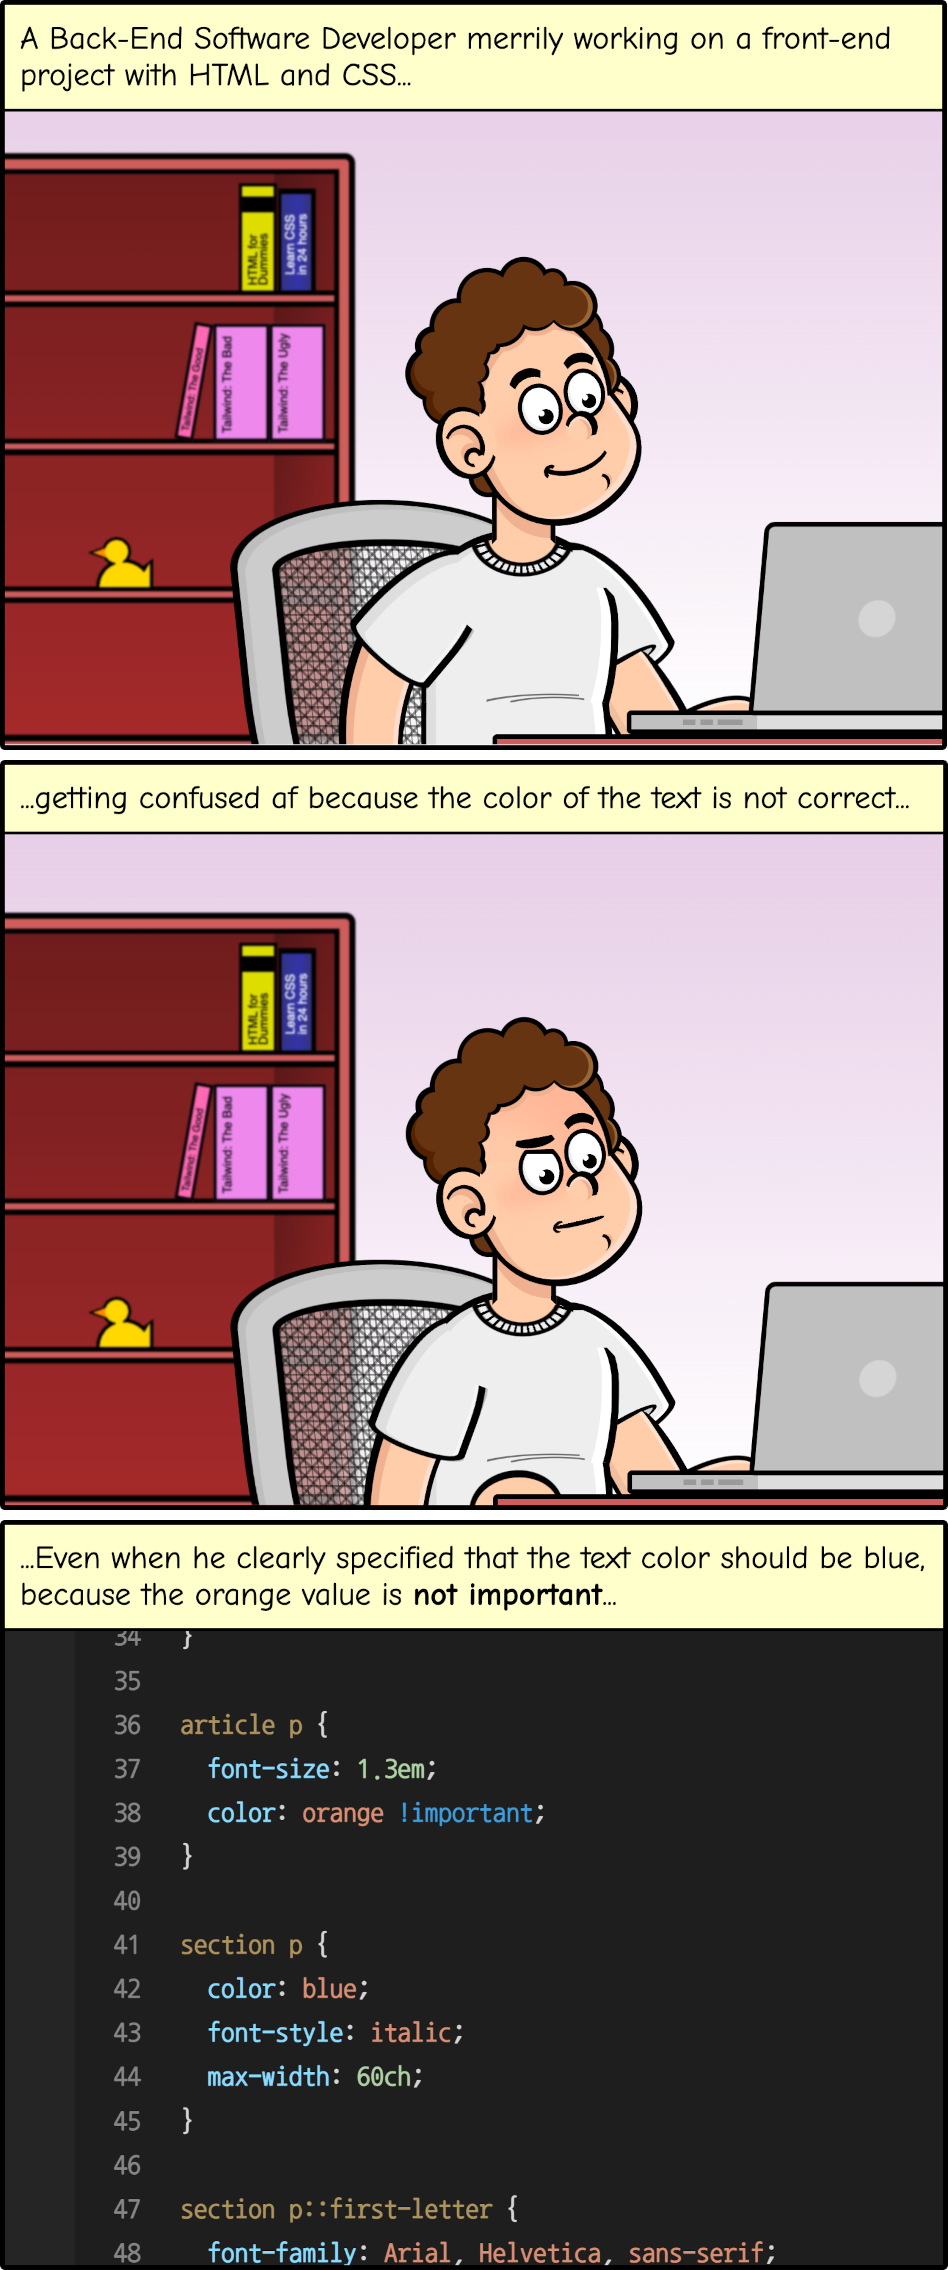 A Back-End Software Developer merrily working on a front-end
project with HTML and CSS...
HTML for
Dummies
Learn CSS
in 24 hours
Tailwind: The Good
Tailwind: The Bad
Tailwind: The Ugly
...getting confused af because the color of the text is not correct...
HTML for
Dummies
Learn CSS
in 24 hours
Tailwind: The Good
Tailwind: The Bad
Tailwind: The Ugly
...Even when he clearly specified that the text color should be blue,
because the orange value is not important...
34 }
35
36 article p {
37 font-size: 1.3em;
38 color: orange !important;
39 }
40
41 section p {
42 color: blue;
43 font-style: italic;
44 max-width: 60ch;
45 }
46
47 section p::first-letter {
48 font-family: Arial, Helvetica, sans-serif;